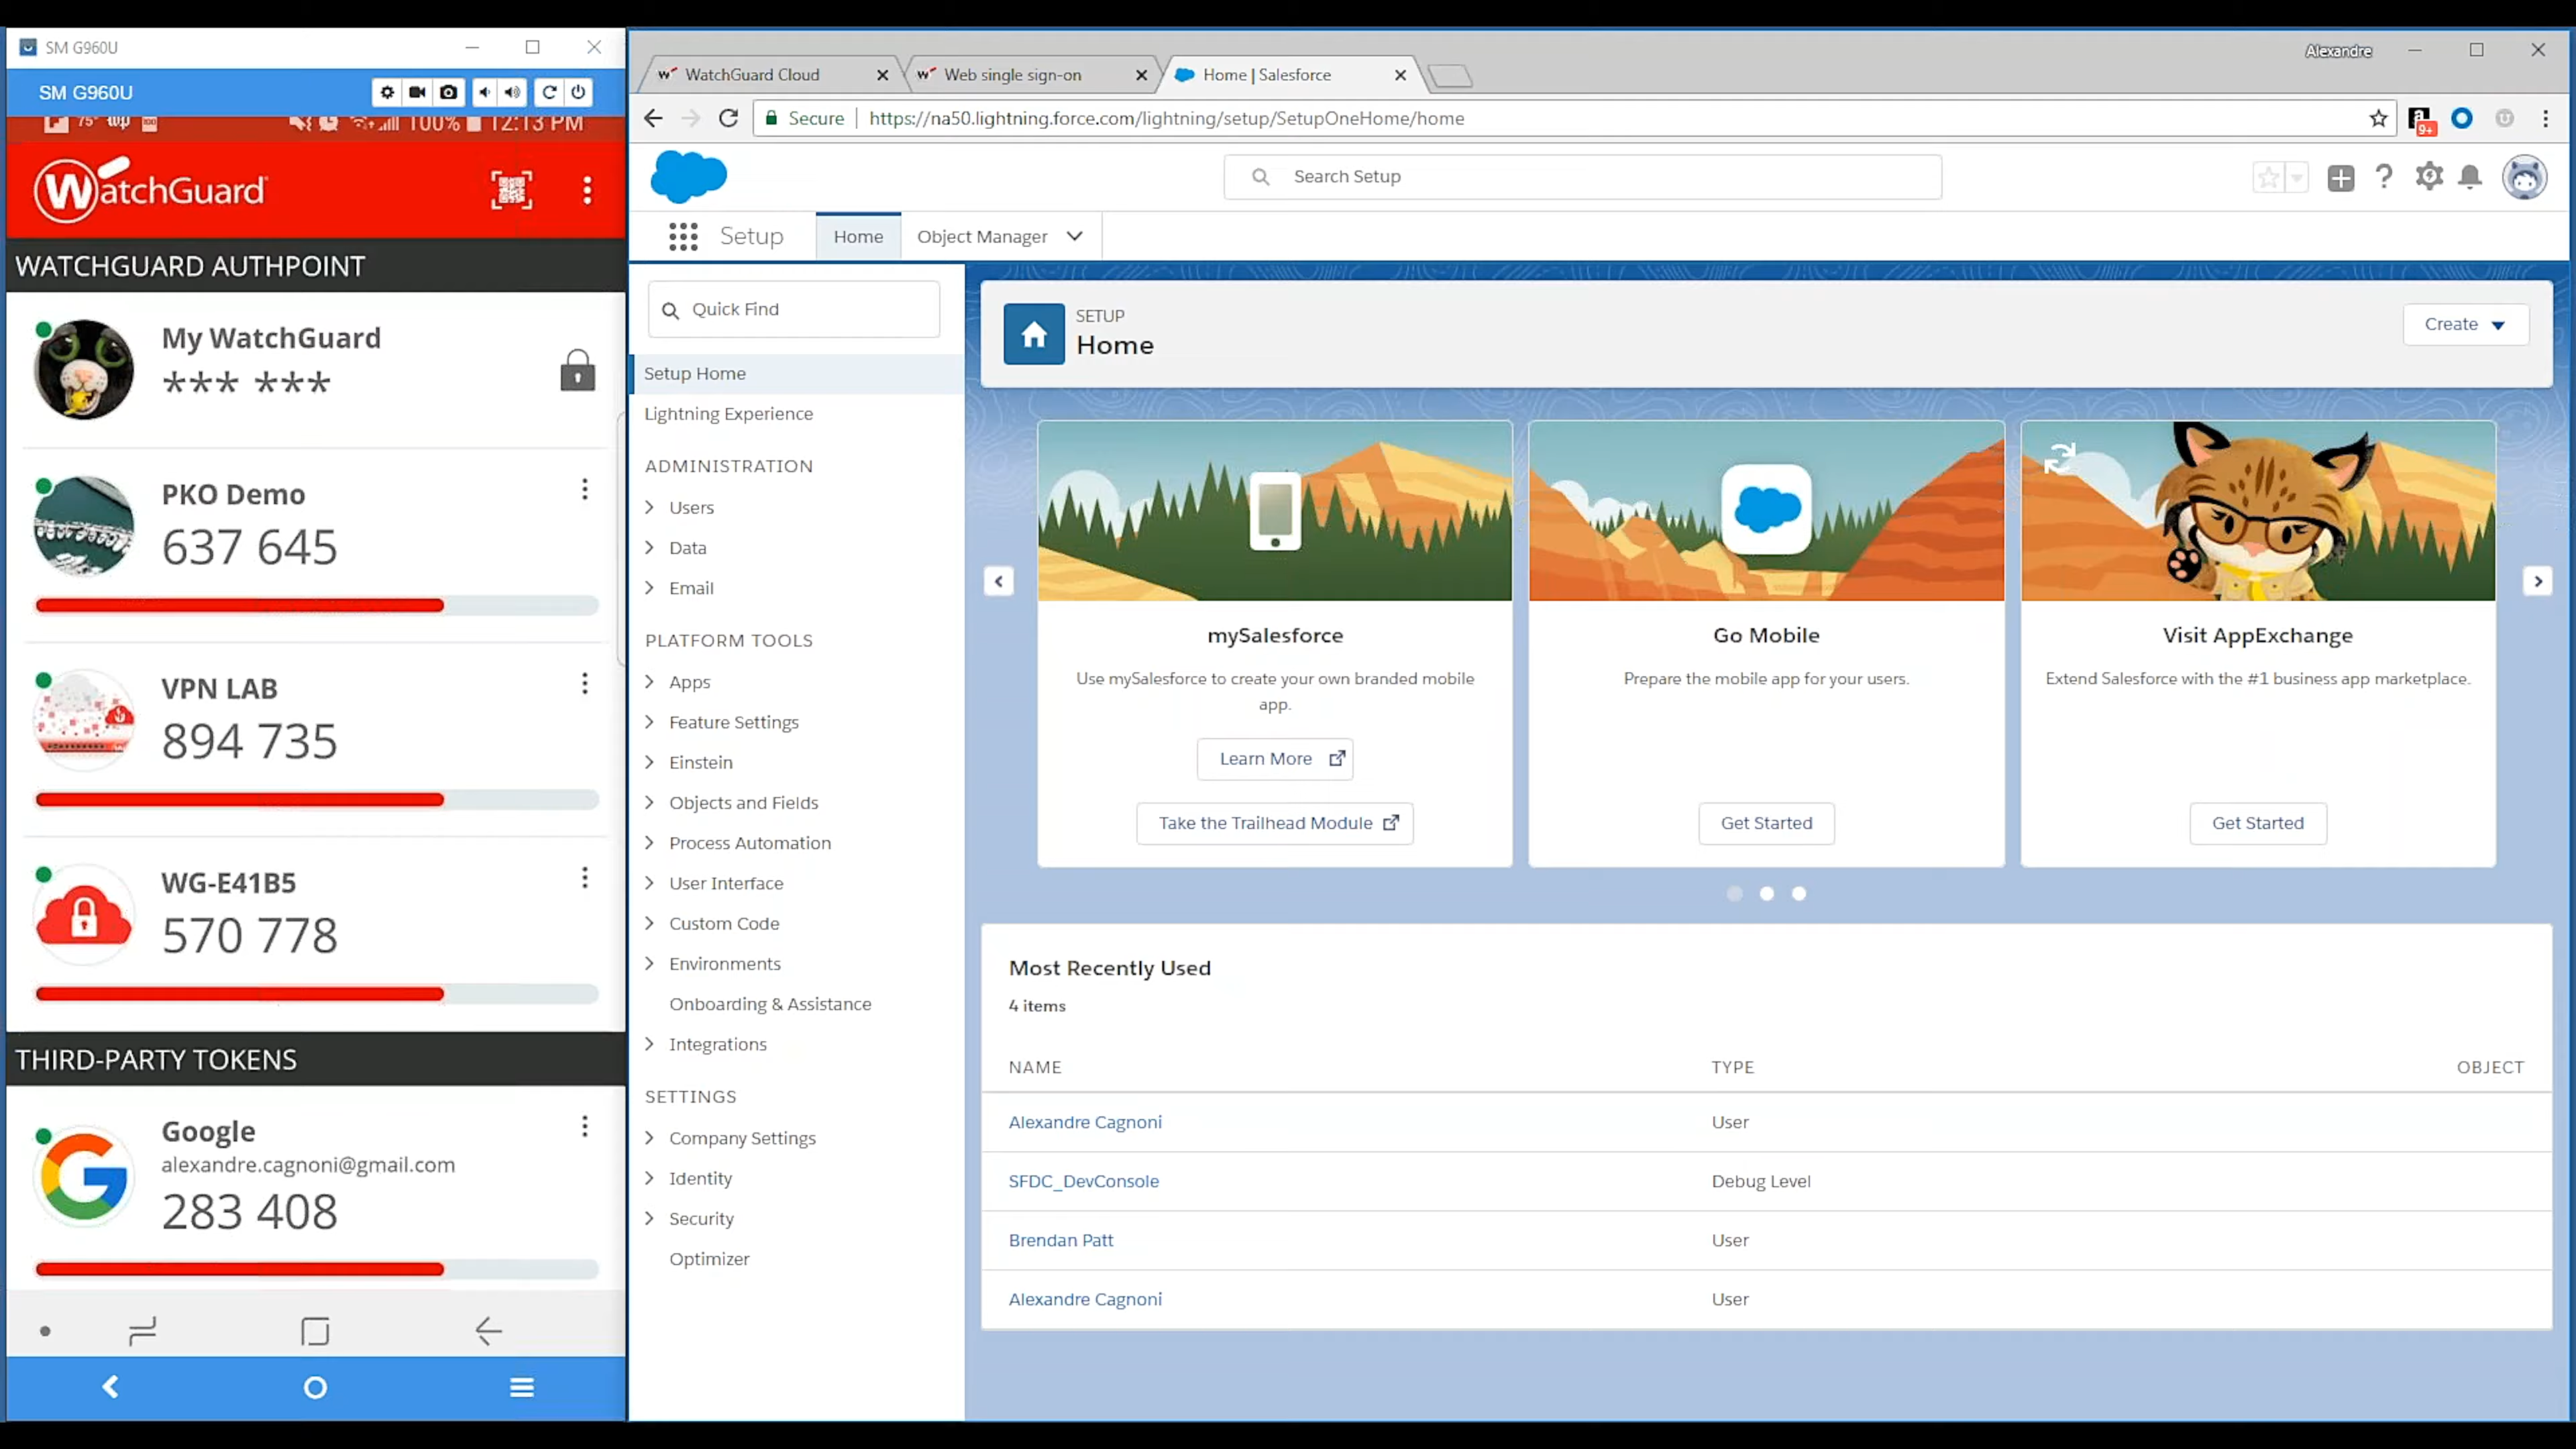 SM G960U
SM G960U
75° 100% 12:13 PM
WatchGuard
WATCHGUARD AUTHPOINT
My WatchGuard
*** ***
PKO Demo
637 645
VPN LAB
894 735
WG-E41B5
570 778
THIRD-PARTY TOKENS
Google
alexandre.cagnoni@gmail.com
283 408
Alexandre
WatchGuard Cloud
Web single sign-on
Home | Salesforce
Secure
https://na50.lightning.force.com/lightning/setup/SetupOneHome/home
a
9+
Search Setup
Setup
Home
Object Manager
Quick Find
Setup Home
Lightning Experience
ADMINISTRATION
Users
Data
Email
PLATFORM TOOLS
Apps
Feature Settings
Einstein
Objects and Fields
Process Automation
User Interface
Custom Code
Environments
Onboarding & Assistance
Integrations
SETTINGS
Company Settings
Identity
Security
Optimizer
SETUP
Home
Create
mySalesforce
Use mySalesforce to create your own branded mobile
app.
Learn More
Take the Trailhead Module
Go Mobile
Prepare the mobile app for your users.
Get Started
Visit AppExchange
Extend Salesforce with the #1 business app marketplace.
Get Started
Most Recently Used
4 items
NAME TYPE OBJECT
Alexandre Cagnoni User
SFDC_DevConsole Debug Level
Brendan Patt User
Alexandre Cagnoni User